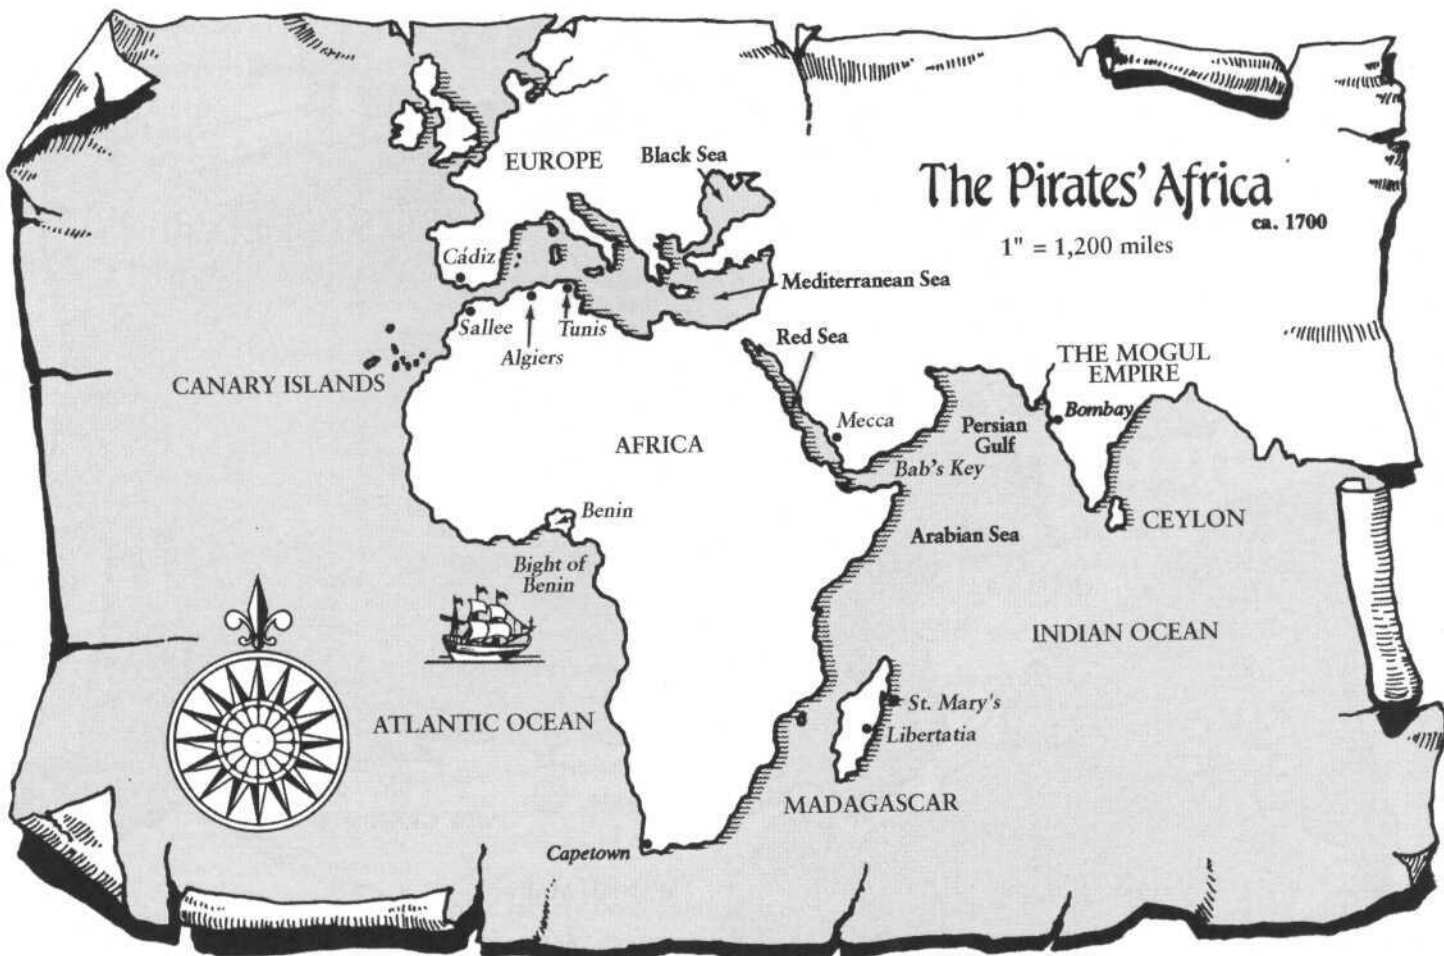 EUROPE
Black Sea
The Pirates' Africa
ca. 1700
1" = 1,200 miles
Cádiz
Mediterranean Sea
Sallee
Tunis
Algiers
Red Sea
THE MOGUL
EMPIRE
CANARY ISLANDS
Bombay
Mecca
Persian
Gulf
AFRICA
Bab's Key
Benin
CEYLON
Arabian Sea
Bight of
Benin
INDIAN OCEAN
St. Mary's
ATLANTIC OCEAN
Libertatia
MADAGASCAR
Capetown